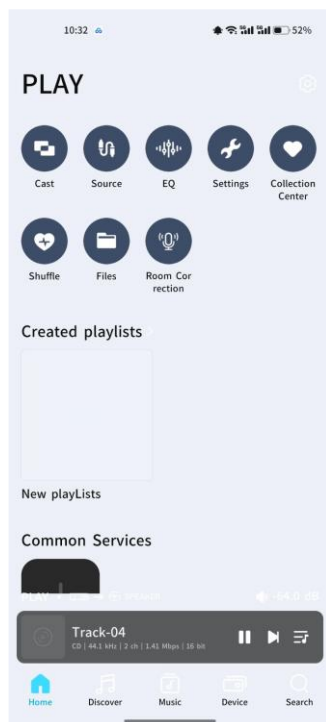 10:32
52%
PLAY
Cast
Source
EQ
Settings
Collection
Center
Shuffle
Files
Room Cor
rection
Created playlists
New playLists
Common Services
PLAY
-64.0 dB
Track-04
CD | 44.1 kHz | 2 ch | 1.41 Mbps | 16 bit
Home
Discover
Music
Device
Search